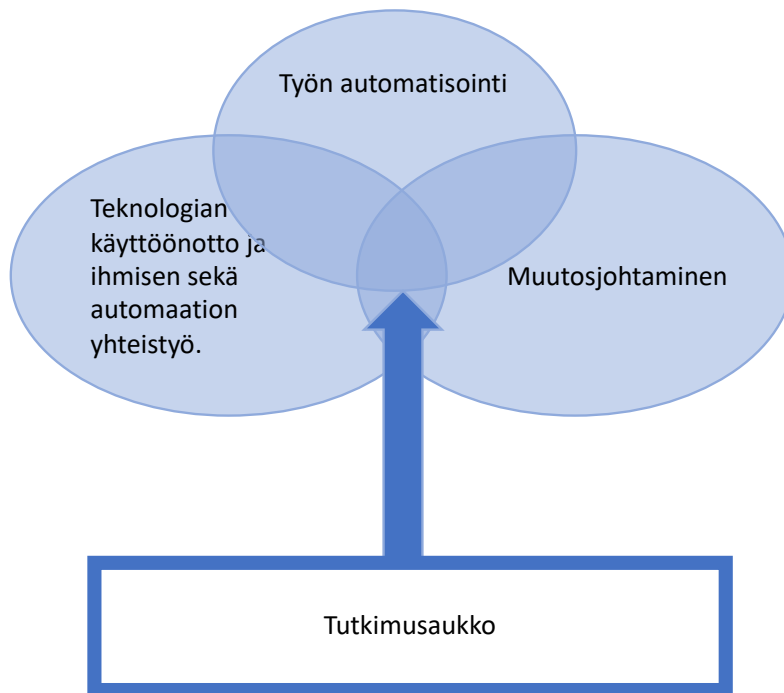 Työn automatisointi
Teknologian
käyttöönotto ja
ihmisen sekä
automaation
yhteistyö.
Muutosjohtaminen
Tutkimusaukko